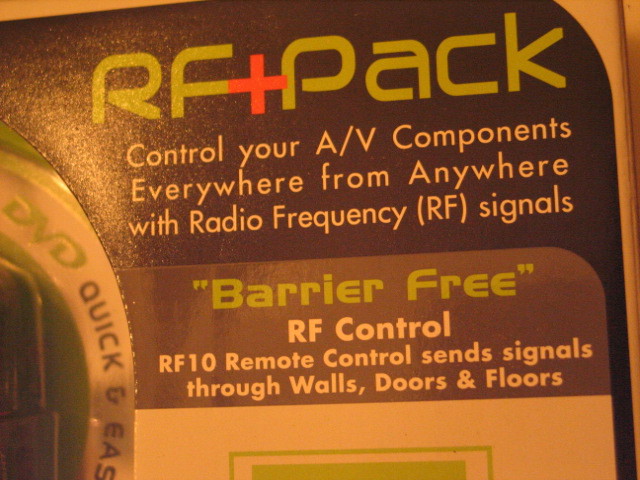 RF+Pack
Control your A/V Components
Everywhere from Anywhere
with Radio Frequency (RF) signals
"Barrier Free"
RF Control
RF10 Remote Control sends signals
through Walls, Doors & Floors
DVD
QUICK & EAS